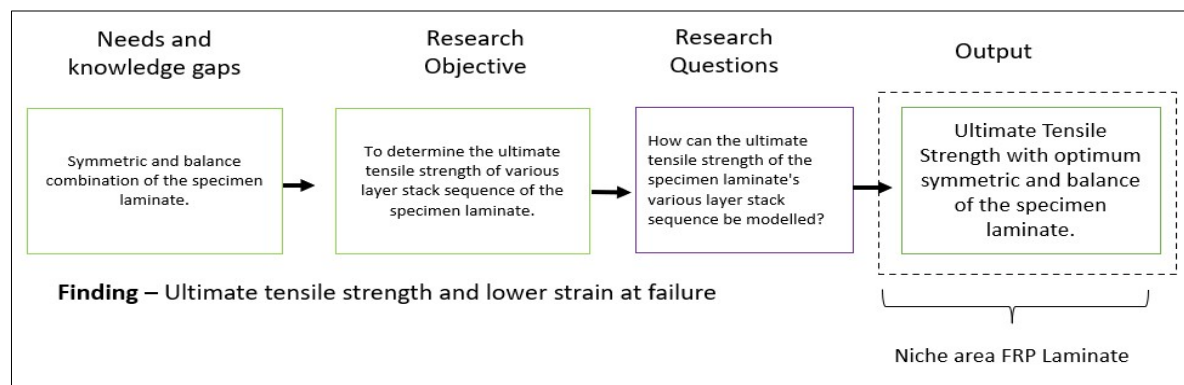 Needs and
knowledge gaps
Research
Objective
Research
Questions
Output
Symmetric and balance
combination of the specimen
laminate.
To determine the ultimate
tensile strength of various
layer stack sequence of the
specimen laminate.
How can the ultimate
tensile strength of the
specimen laminate's
various layer stack
sequence be modelled?
Ultimate Tensile
Strength with optimum
symmetric and balance
of the specimen
laminate.
Finding – Ultimate tensile strength and lower strain at failure
Niche area FRP Laminate